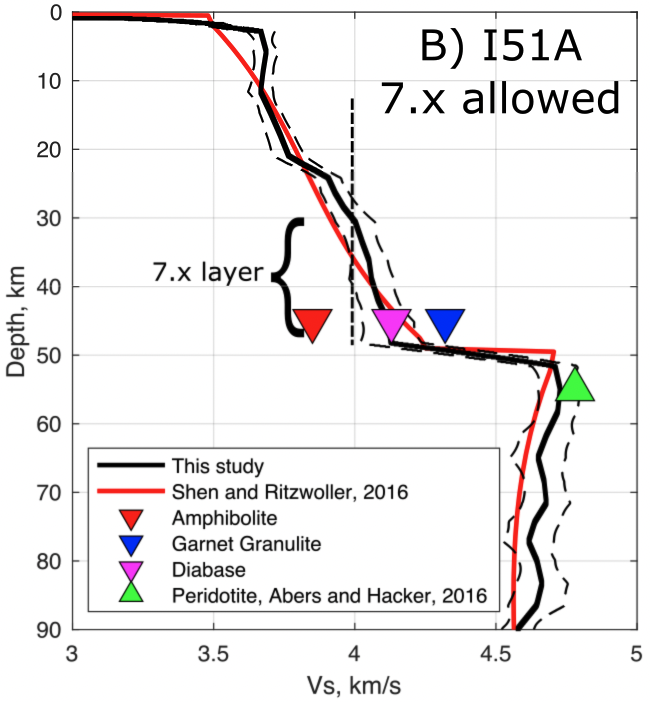 B) I51A
7.x allowed
0
10
20
30
40
50
60
70
80
90
Depth, km
7.x layer
This study
Shen and Ritzwoller, 2016
Amphibolite
Garnet Granulite
Diabase
Peridotite, Abers and Hacker, 2016
3
3.5
4
4.5
5
Vs, km/s